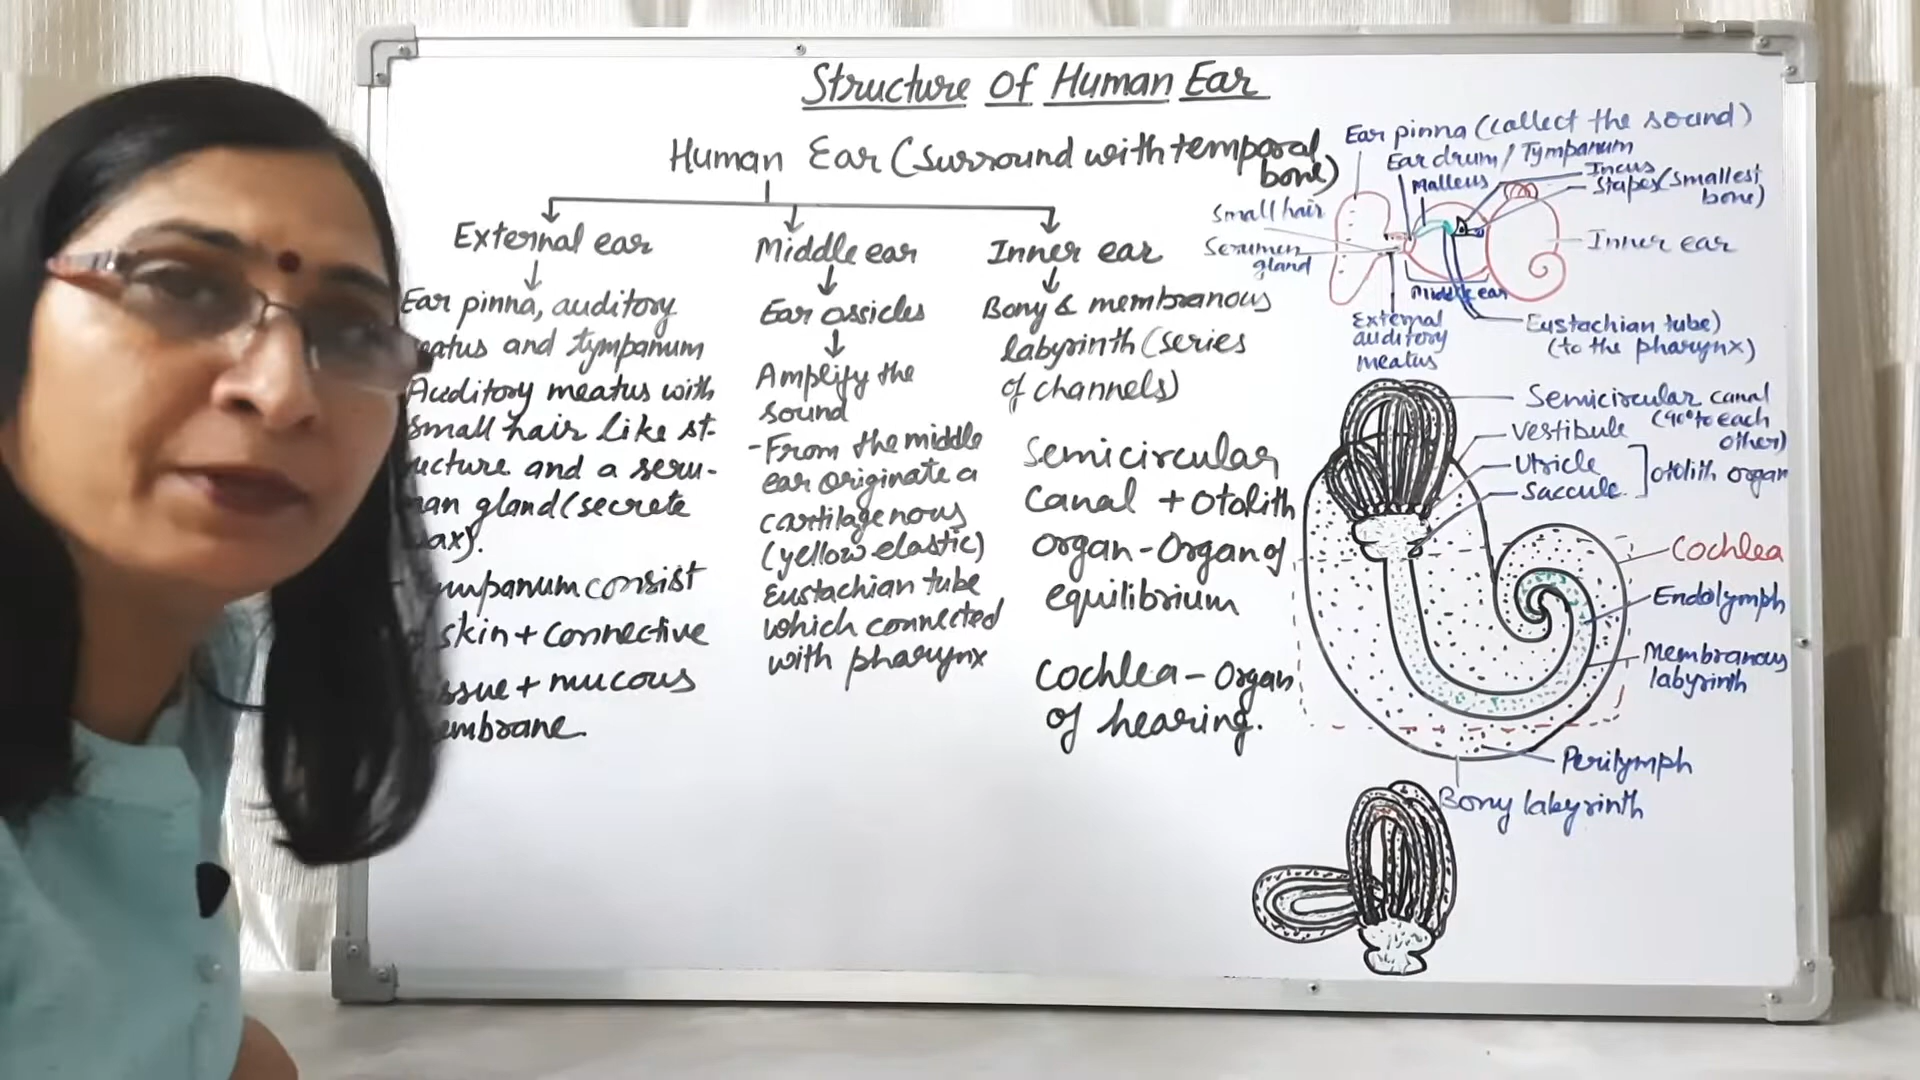 Structure Of Human Ear
Human Ear (Surround with temporal
bone)
External ear
Ear pinna, auditory
eatus and tympanum
Auditory meatus with
small hair like st-
ucture and a seru-
an gland (secrete
ax).
mpanum consist
skin + connective
ssue + mucous
embrane.
Middle ear
Ear ossicles
Amplify the
sound
- From the middle
ear originate a
cartilagenous
(yellow elastic)
Eustachian tube
which connected
with pharynx
Inner ear
Bony & membranous
labyrinth (series
of channels)
Semicircular
Canal + Otolith
organ - Organ of
equilibrium
Cochlea - Organ
of hearing.
Ear pinna (collect the sound)
Ear drum / Tympanum
Malleus
Incus
Stapes (smallest
bone)
Small hair
Serumen
gland
Inner ear
Middle ear
External
auditory
meatus
Eustachian tube)
(to the pharynx)
Semicircular canal
(90° to each
other)
Vestibule
Utricle
Saccule
otolith organ
Cochlea
Endolymph
Membranous
labyrinth
Perilymph
Bony labyrinth